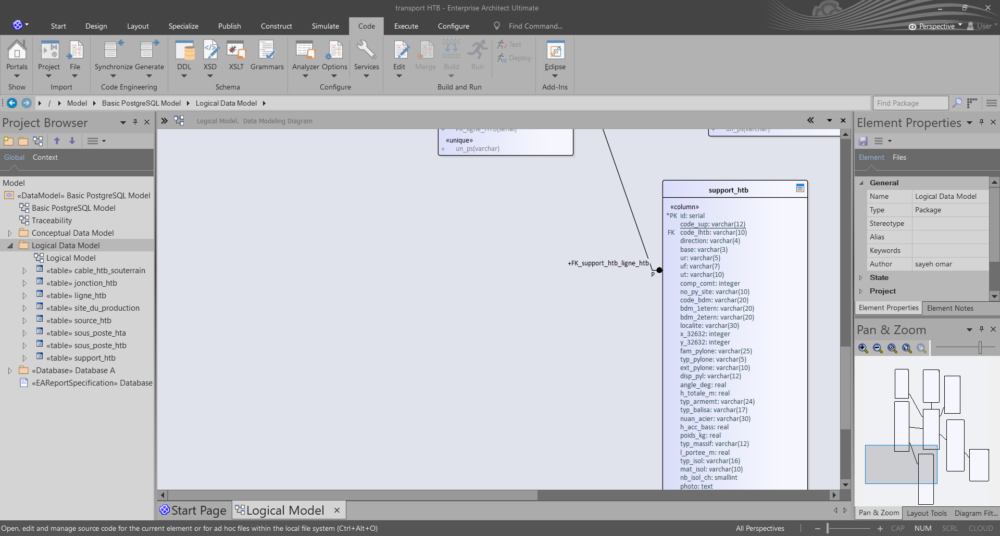 transport HTB - Enterprise Architect Ultimate
Start Design Layout Specialize Publish Construct Simulate Code Execute Configure Find Command... Perspective User
Portals Project File Synchronize Generate DDL XSD XSLT Grammars Analyzer Options Services Edit Merge Build Run Test Deploy Eclipse
Show Import Code Engineering Schema Configure Build and Run Add-Ins
/ Model Basic PostgreSQL Model Logical Data Model Find Package
Project Browser
Global Context
Model
«DataModel» Basic PostgreSQL Model
Basic PostgreSQL Model
Traceability
Conceptual Data Model
Logical Data Model
Logical Model
«table» cable_htb_souterrain
«table» jonction_htb
«table» ligne_htb
«table» site_du_production
«table» source_htb
«table» sous_poste_hta
«table» sous_poste_htb
«table» support_htb
«Database» Database A
«EAReportSpecification» Database
Logical Model. Data Modeling Diagram
+ PK_ligne_HTB(serial)
«unique»
+ un_ps(varchar)
+ un_ps(varchar)
+FK_support_htb_ligne_htb
P
support_htb
«column»
*PK id: serial
code_sup: varchar(12)
FK code_lhtb: varchar(10)
direction: varchar(4)
base: varchar(3)
ur: varchar(5)
uf: varchar(7)
ut: varchar(10)
comp_comt: integer
no_py_site: varchar(10)
code_bdm: varchar(20)
bdm_1etern: varchar(20)
bdm_2etern: varchar(20)
localite: varchar(30)
x_32632: integer
y_32632: integer
fam_pylone: varchar(25)
typ_pylone: varchar(5)
ext_pylone: varchar(10)
disp_pyl: varchar(12)
angle_deg: real
h_totale_m: real
typ_armemt: varchar(24)
typ_balisa: varchar(17)
nuan_acier: varchar(30)
h_acc_bass: real
poids_kg: real
typ_massif: varchar(12)
l_portee_m: real
typ_isol: varchar(16)
mat_isol: varchar(10)
nb_isol_ch: smallint
photo: text
Start Page Logical Model
Element Properties
Element Files
General
Name Logical Data Model
Type Package
Stereotype
Alias
Keywords
Author sayeh omar
State
Project
Element Properties Element Notes
Pan & Zoom
Pan & Zoom Layout Tools Diagram Filt...
Open, edit and manage source code for the current element or for ad hoc files within the local file system (Ctrl+Alt+O) All Perspectives CAP NUM SCRL CLOUD